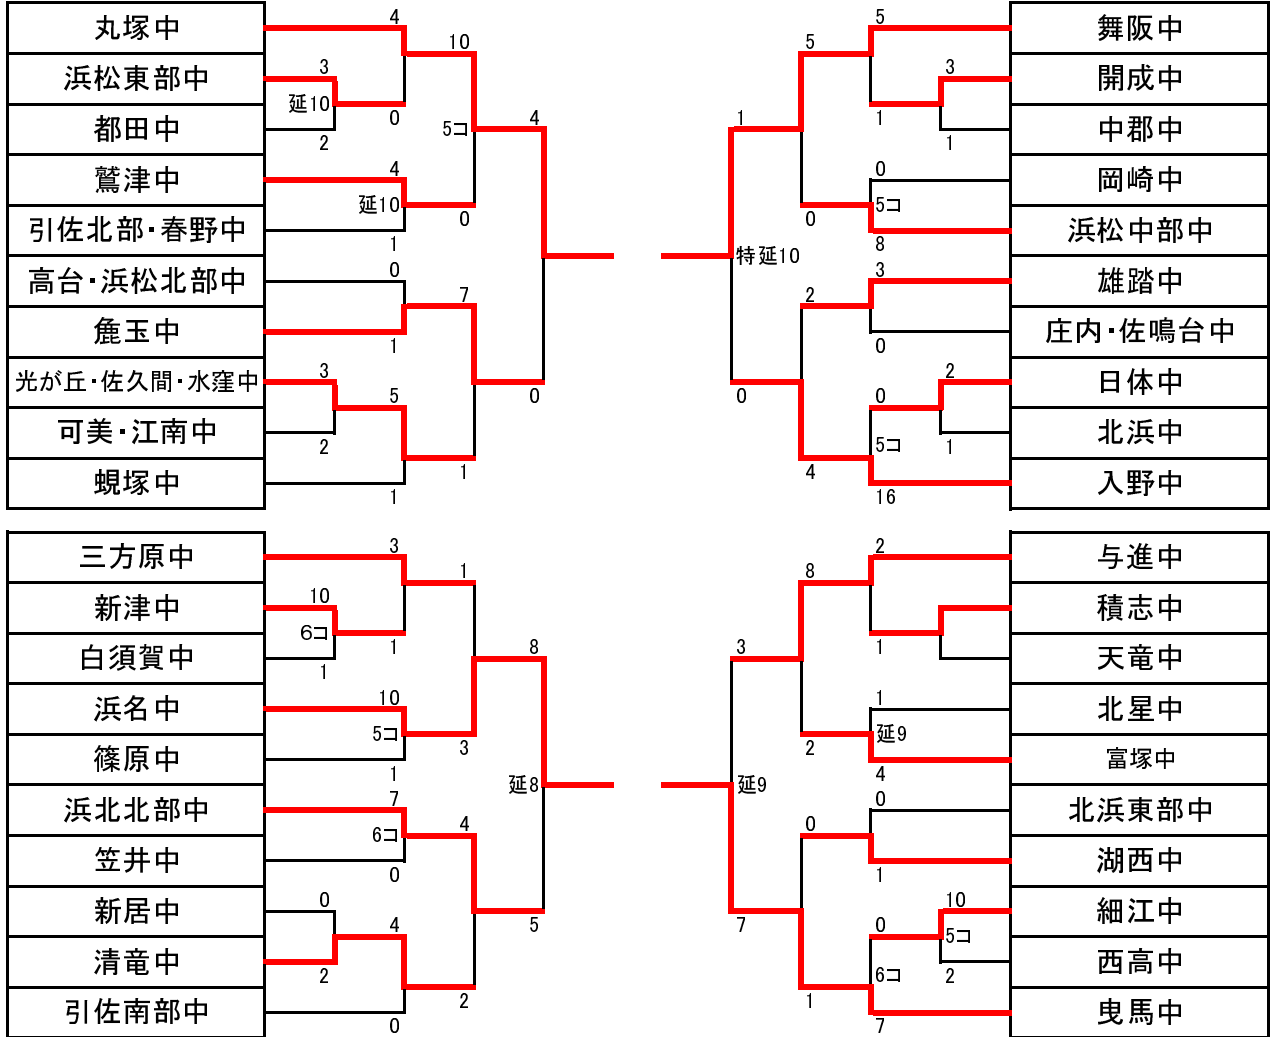 丸塚中
浜松東部中
都田中
鷲津中
引佐北部・春野中
高台・浜松北部中
麁玉中
光が丘・佐久間・水窪中
可美・江南中
蜆塚中
4
3
延10
2
0
4
延10
1
0
1
3
2
5
1
10
5コ
0
7
1
4
0
舞阪中
開成中
中郡中
岡崎中
浜松中部中
雄踏中
庄内・佐鳴台中
日体中
北浜中
入野中
5
3
1
1
0
5コ
8
3
0
2
1
0
5コ
16
5
0
2
4
1
特延10
0
三方原中
新津中
白須賀中
浜名中
篠原中
浜北北部中
笠井中
新居中
清竜中
引佐南部中
3
10
6コ
1
1
10
5コ
1
7
6コ
0
0
2
4
0
1
3
4
2
8
延8
5
与進中
積志中
天竜中
北星中
富塚中
北浜東部中
湖西中
細江中
西高中
曳馬中
2
1
1
延9
4
0
1
10
5コ
2
0
6コ
7
8
2
0
1
3
延9
7